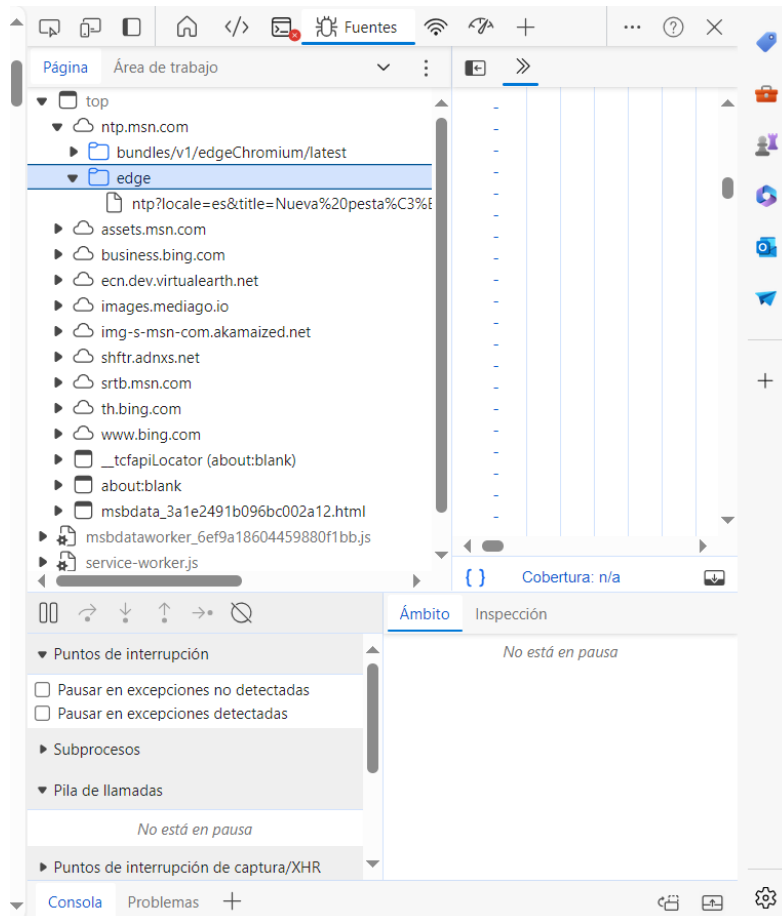 Fuentes
Página Área de trabajo
top
ntp.msn.com
bundles/v1/edgeChromium/latest
edge
ntp?locale=es&title=Nueva%20pesta%C3%E
assets.msn.com
business.bing.com
ecn.dev.virtualearth.net
images.mediago.io
img-s-msn-com.akamaized.net
shftr.adnxs.net
srtb.msn.com
th.bing.com
www.bing.com
__tcfapiLocator (about:blank)
about:blank
msbdata_3a1e2491b096bc002a12.html
msbdataworker_6ef9a18604459880f1bb.js
service-worker.js
{ } Cobertura: n/a
Ámbito Inspección
Puntos de interrupción
No está en pausa
Pausar en excepciones no detectadas
Pausar en excepciones detectadas
Subprocesos
Pila de llamadas
No está en pausa
Puntos de interrupción de captura/XHR
Consola Problemas